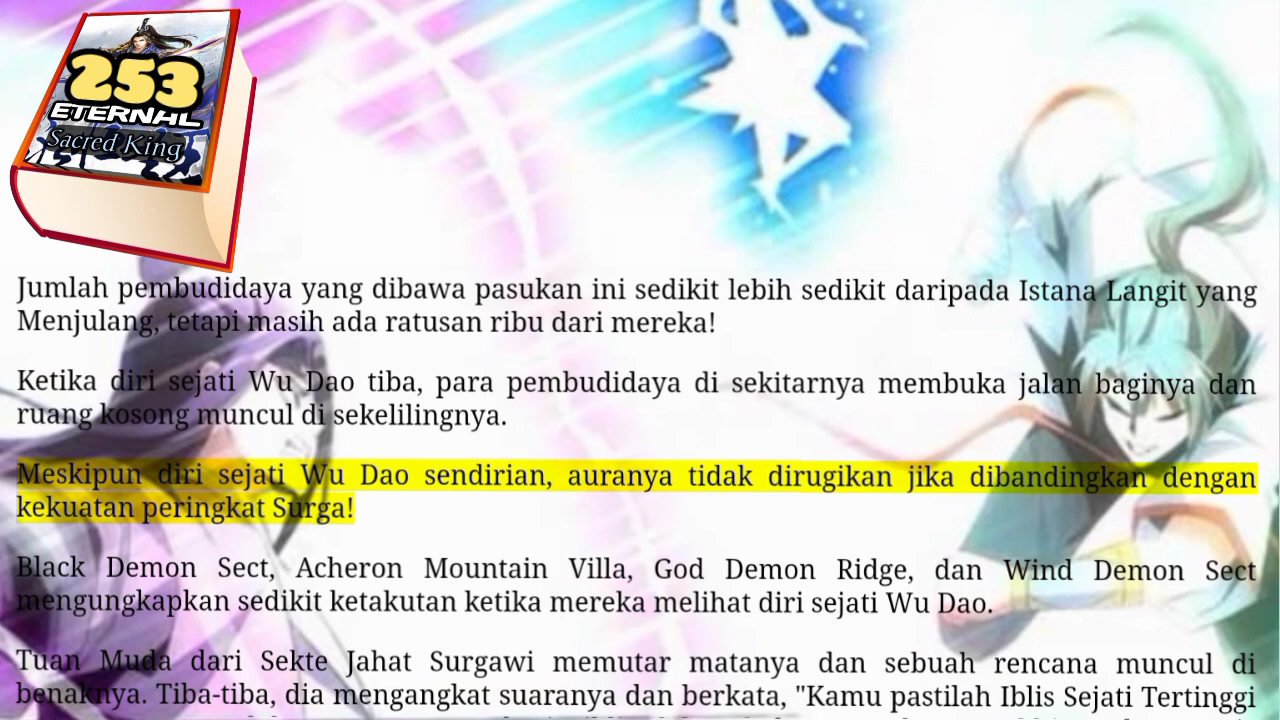 253
ETERNAL
Sacred King
Jumlah pembudidaya yang dibawa pasukan ini sedikit lebih sedikit daripada Istana Langit yang
Menjulang, tetapi masih ada ratusan ribu dari mereka!
Ketika diri sejati Wu Dao tiba, para pembudidaya di sekitarnya membuka jalan baginya dan
ruang kosong muncul di sekelilingnya.
Meskipun diri sejati Wu Dao sendirian, auranya tidak dirugikan jika dibandingkan dengan
kekuatan peringkat Surga!
Black Demon Sect, Acheron Mountain Villa, God Demon Ridge, dan Wind Demon Sect
mengungkapkan sedikit ketakutan ketika mereka melihat diri sejati Wu Dao.
Tuan Muda dari Sekte Jahat Surgawi memutar matanya dan sebuah rencana muncul di
benaknya. Tiba-tiba, dia mengangkat suaranya dan berkata, "Kamu pastilah Iblis Sejati Tertinggi